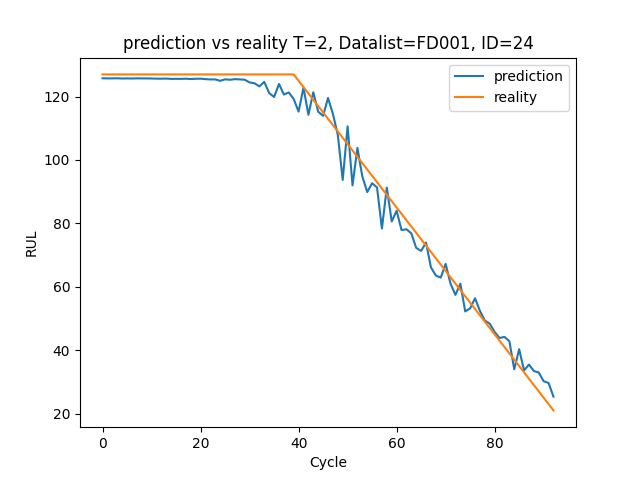 prediction vs reality T=2, Datalist=FD001, ID=24
prediction
reality
RUL
120
100
80
60
40
20
0
20
40
60
80
Cycle